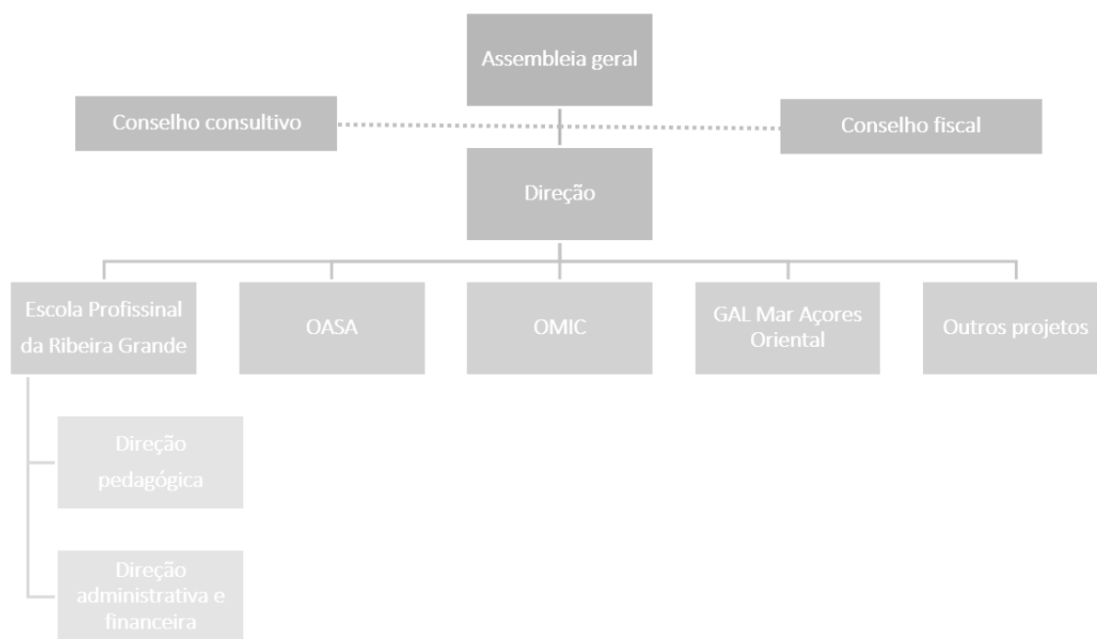 Assembleia geral
Conselho consultivo
Conselho fiscal
Direção
Escola Profissinal
da Ribeira Grande
OASA
OMIC
GAL Mar Açores
Oriental
Outros projetos
Direção
pedagógica
Direção
administrativa e
financeira